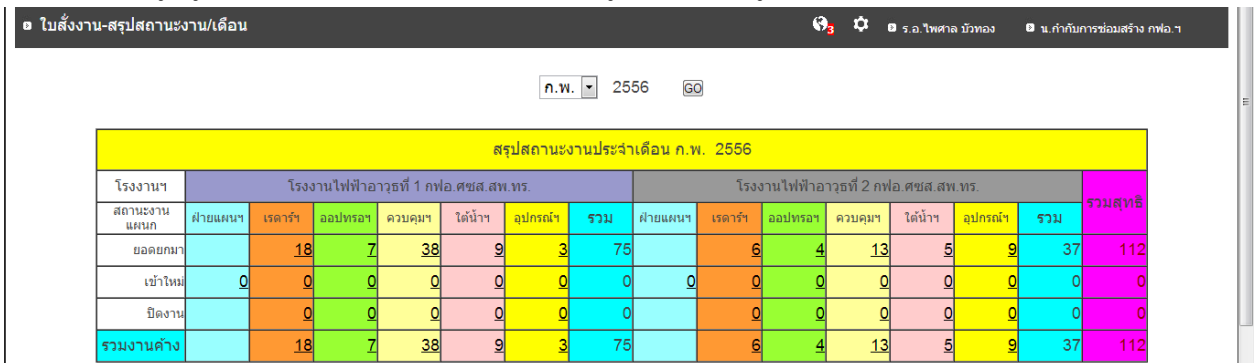 ใบสั่งงาน-สรุปสถานะงาน/เดือน 3 ร.อ.ไพศาล บัวทอง น.กำกับการซ่อมสร้าง กฟอ.ฯ
ก.พ. 2556 GO
สรุปสถานะงานประจำเดือน ก.พ. 2556
โรงงานฯ โรงงานไฟฟ้าอาวุธที่ 1 กฟอ.ศซส.สพ.ทร. โรงงานไฟฟ้าอาวุธที่ 2 กฟอ.ศซส.สพ.ทร. รวมสุทธิ
สถานะงาน แผนก ฝ่ายแผนฯ เรดาร์ฯ ออปทรอฯ ควบคุมฯ ใต้น้ำฯ อุปกรณ์ฯ รวม ฝ่ายแผนฯ เรดาร์ฯ ออปทรอฯ ควบคุมฯ ใต้น้ำฯ อุปกรณ์ฯ รวม
ยอดยกมา 18 7 38 9 3 75 6 4 13 5 9 37 112
เข้าใหม่ 0 0 0 0 0 0 0 0 0 0 0 0 0 0 0
ปิดงาน 0 0 0 0 0 0 0 0 0 0 0 0 0
รวมงานค้าง 18 7 38 9 3 75 6 4 13 5 9 37 112